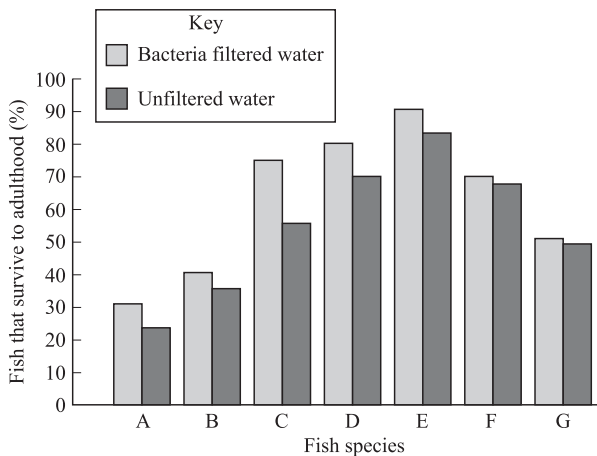 Key
Bacteria filtered water
Unfiltered water
Fish that survive to adulthood (%)
100
90
80
70
60
50
40
30
20
10
0
A B C D E F G
Fish species